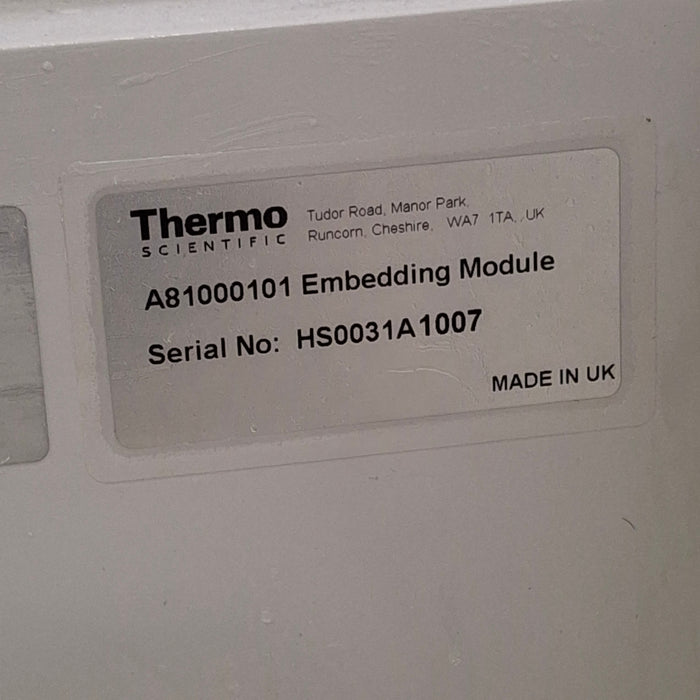 Thermo
SCIENTIFIC
Tudor Road, Manor Park,
Runcorn, Cheshire, WA7 1TA, UK
A81000101 Embedding Module
Serial No: HS0031A1007
MADE IN UK